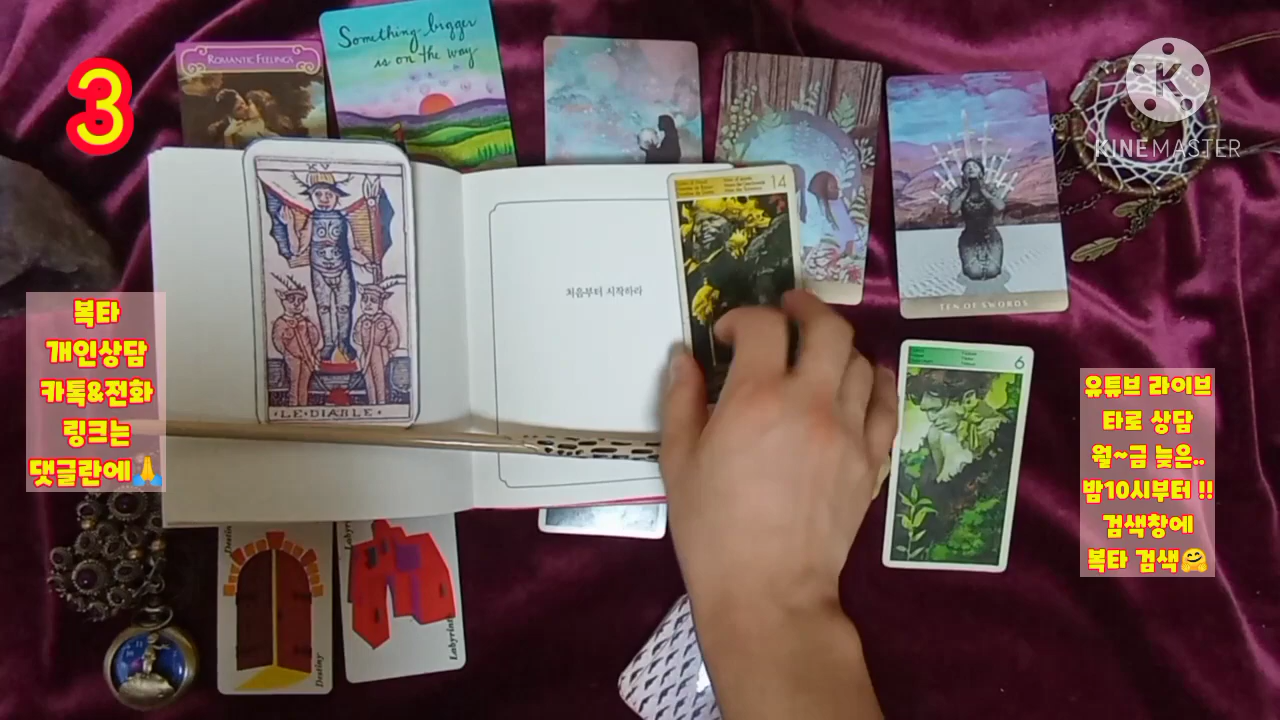 3
ROMANTIC FEELINGS
Something bigger
is on the way
K
KINEMASTER
XV
14
처음부터 시작하라
TEN OF SWORDS
6
·LE·DIABLE·
복타
개인상담
카톡&전화
링크는
댓글란에🙏
유튜브 라이브
타로 상담
월~금 늦은..
밤10시부터 !!
검색창에
복타 검색🤗
Destiny
Destiny
Labyrint